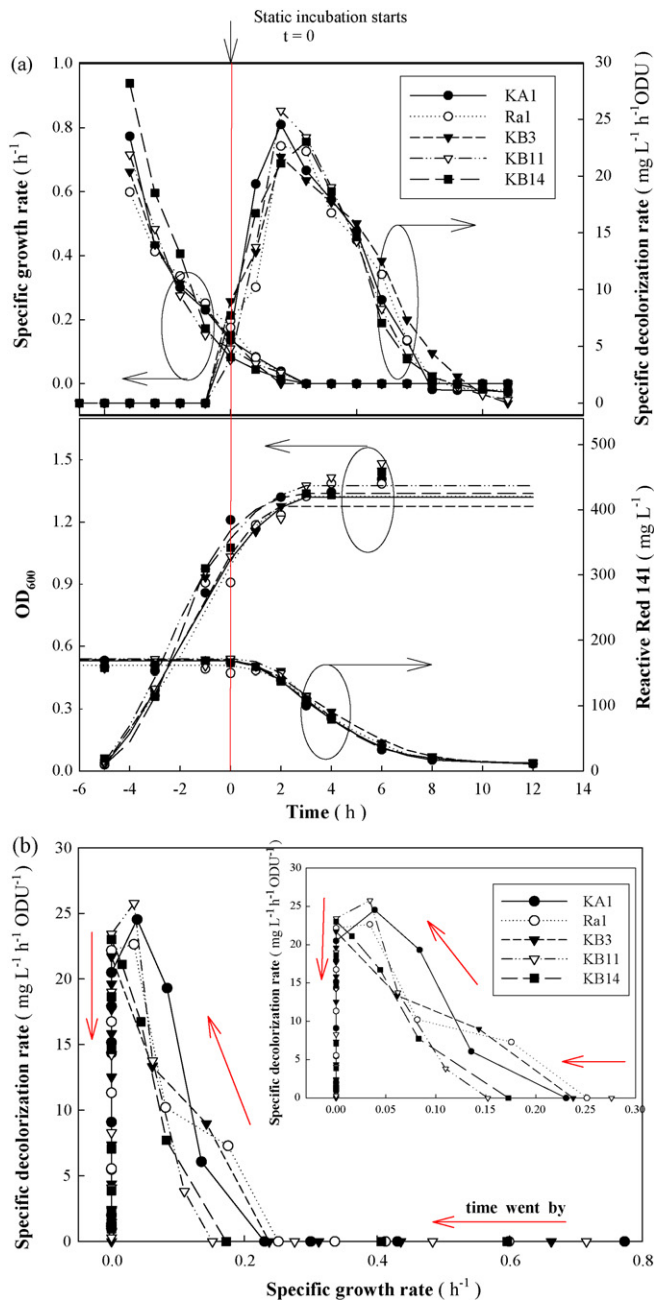 Static incubation starts
t = 0
(a)
1.0
0.8
0.6
0.4
0.2
0.0
Specific growth rate ( h-1)
30
25
20
15
10
5
0
Specific decolorization rate ( mg L-1 h-1ODU)
KA1
Ra1
KB3
KB11
KB14
1.5
1.2
0.9
0.6
0.3
0.0
OD600
500
400
300
200
100
0
Reactive Red 141 ( mg L-1)
-6 -4 -2 0 2 4 6 8 10 12 14
Time ( h )
(b)
30
25
20
15
10
5
0
Specific decolorization rate ( mg L-1 h-1 ODU-1)
30
25
20
15
10
5
0
Specific decolorization rate ( mg L-1 h-1 ODU-1)
KA1
Ra1
KB3
KB11
KB14
0.00 0.05 0.10 0.15 0.20 0.25 0.30
time went by
0.0 0.2 0.4 0.6 0.8
Specific growth rate ( h-1)